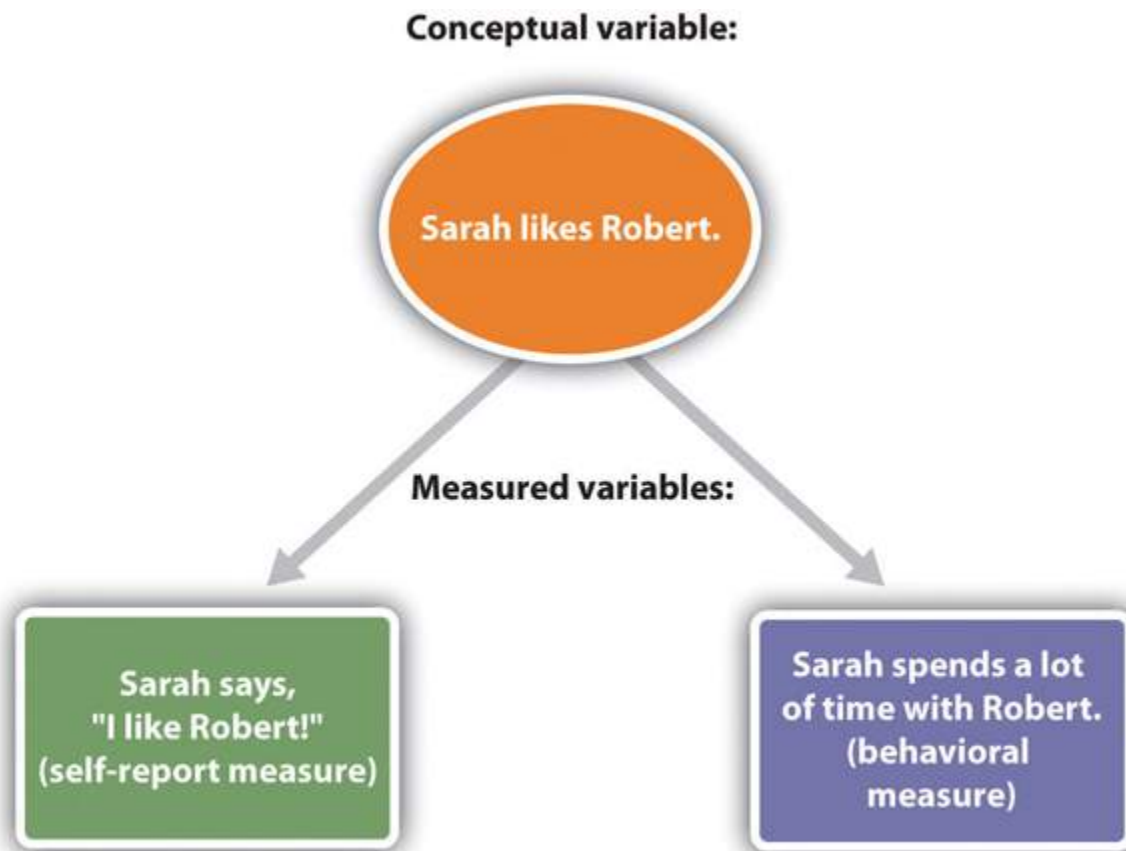 Conceptual variable:
Sarah likes Robert.
Measured variables:
Sarah says,
"I like Robert!"
(self-report measure)
Sarah spends a lot
of time with Robert.
(behavioral
measure)